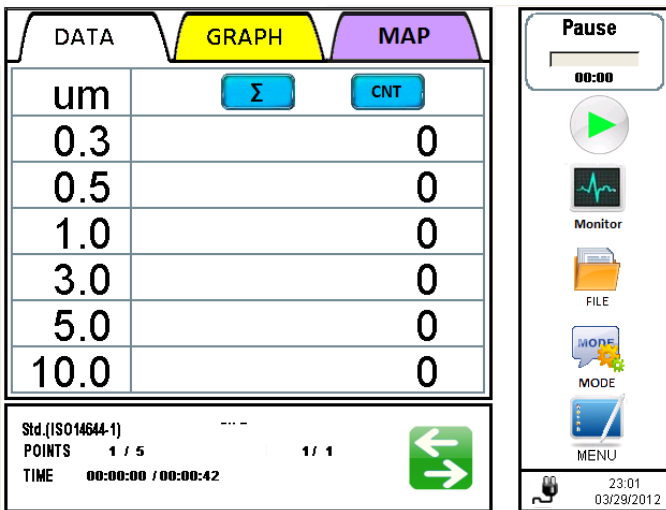 DATA GRAPH MAP
um Σ CNT
0.3 0
0.5 0
1.0 0
3.0 0
5.0 0
10.0 0
Std.(ISO14644-1)
POINTS 1 / 5 1/ 1
TIME 00:00:00 / 00:00:42
Pause
00:00
Monitor
FILE
MODE
MODE
MENU
23:01
03/29/2012